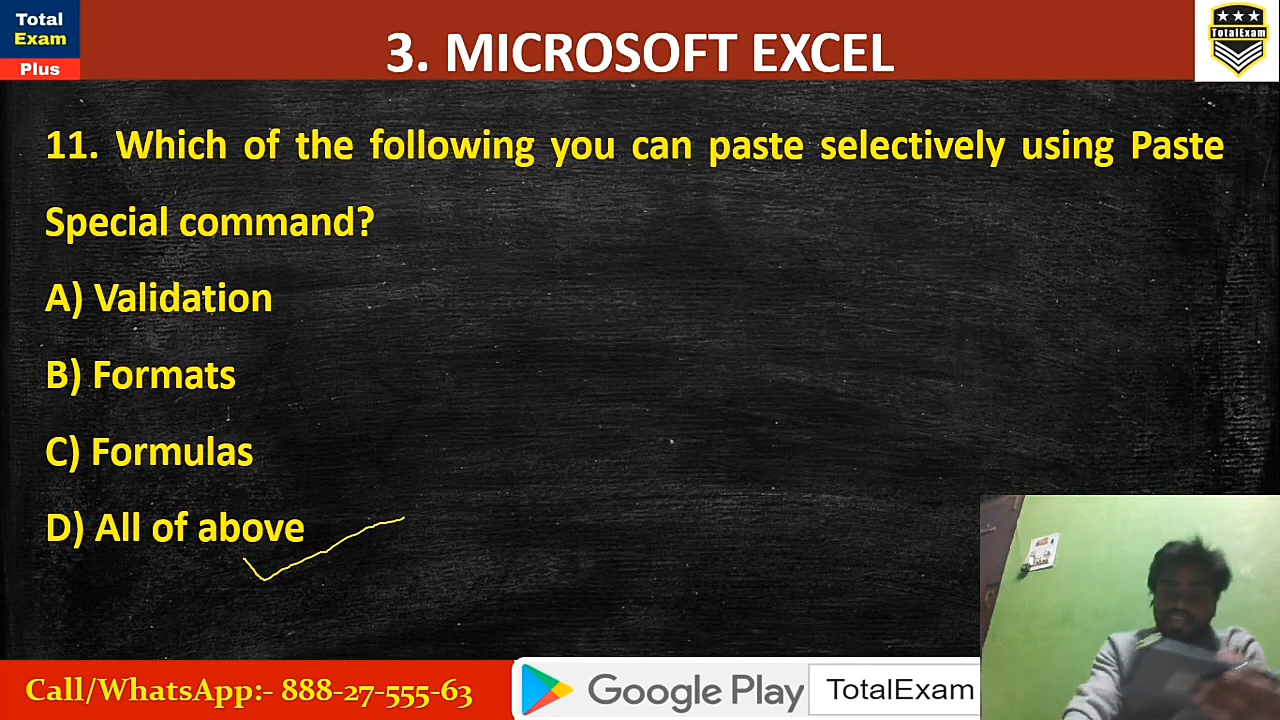 Total
Exam
Plus
3. MICROSOFT EXCEL
TotalExam
11. Which of the following you can paste selectively using Paste
Special command?
A) Validation
B) Formats
C) Formulas
D) All of above
Call/WhatsApp:- 888-27-555-63
Google Play
TotalExam